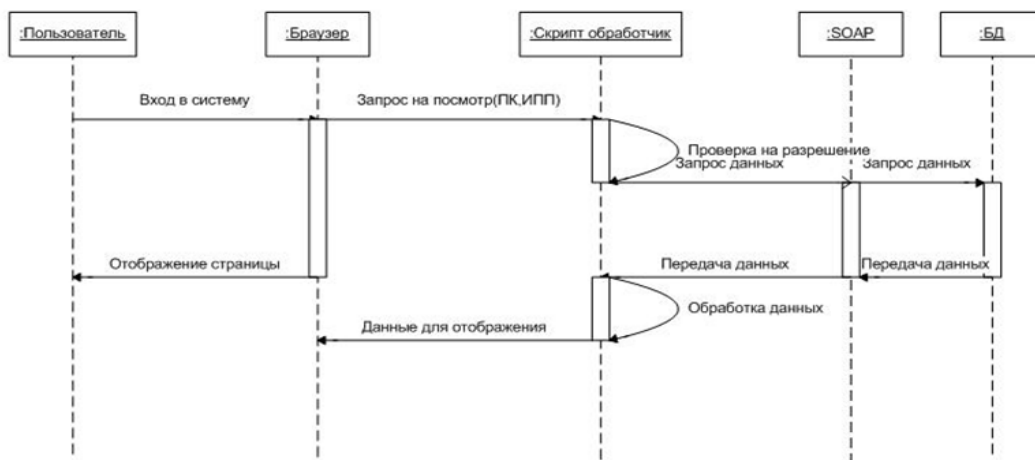 :Пользователь
:Браузер
:Скрипт обработчик
:SOAP
:БД
Вход в систему
Запрос на посмотр(ПК,ИПП)
Проверка на разрешение
Запрос данных
Запрос данных
Отображение страницы
Передача данных
Передача данных
Обработка данных
Данные для отображения